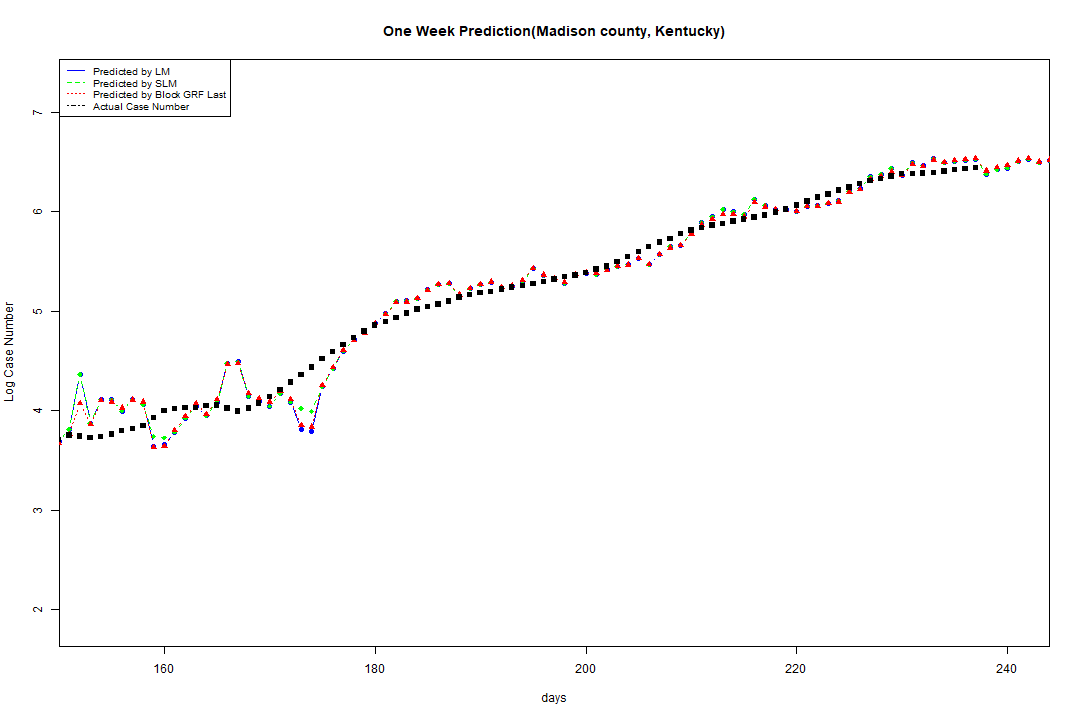 One Week Prediction(Madison county, Kentucky)
Predicted by LM
Predicted by SLM
Predicted by Block GRF Last
Actual Case Number
7
6
5
4
3
2
Log Case Number
160 180 200 220 240
days